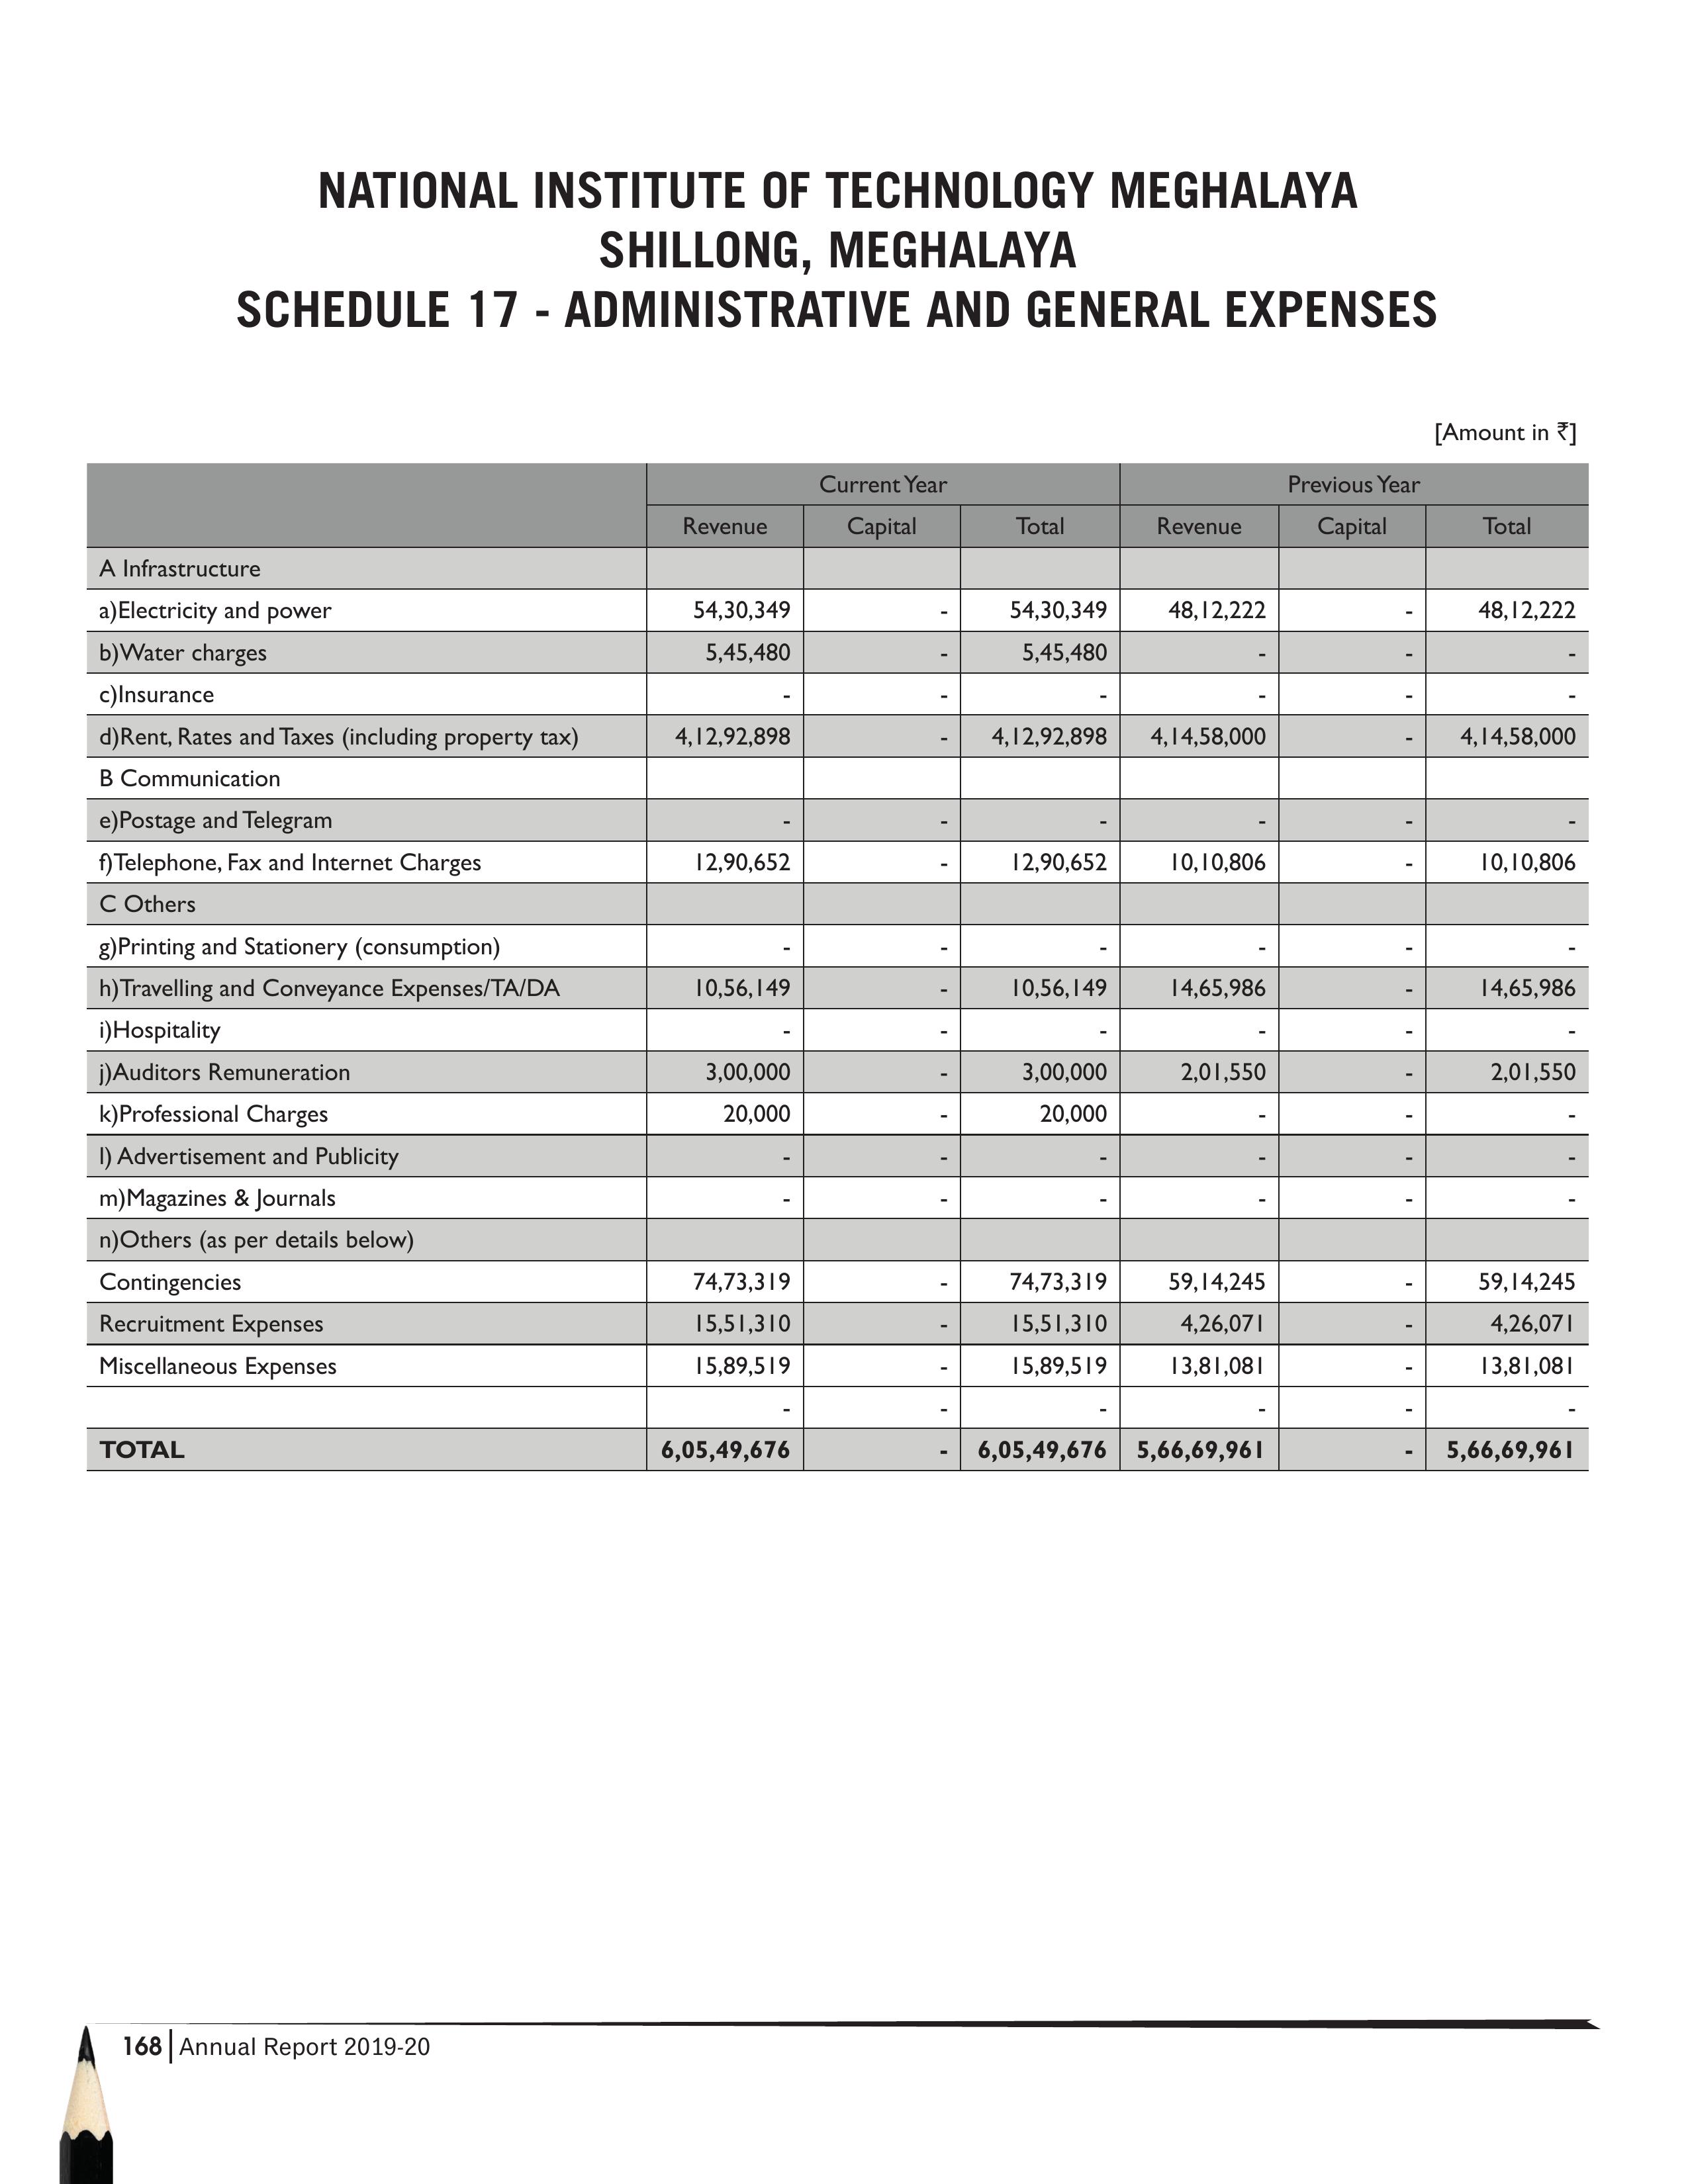 NATIONAL INSTITUTE OF TECHNOLOGY MEGHALAYA
SHILLONG, MEGHALAYA
SCHEDULE 17 - ADMINISTRATIVE AND GENERAL EXPENSES
[Amount in ₹]
Current Year Previous Year
Revenue Capital Total Revenue Capital Total
A Infrastructure
a)Electricity and power 54,30,349 - 54,30,349 48,12,222 - 48,12,222
b)Water charges 5,45,480 - 5,45,480 - - -
c)Insurance - - - - - -
d)Rent, Rates and Taxes (including property tax) 4,12,92,898 - 4,12,92,898 4,14,58,000 - 4,14,58,000
B Communication
e)Postage and Telegram - - - - - -
f)Telephone, Fax and Internet Charges 12,90,652 - 12,90,652 10,10,806 - 10,10,806
C Others
g)Printing and Stationery (consumption) - - - - - -
h)Travelling and Conveyance Expenses/TA/DA 10,56,149 - 10,56,149 14,65,986 - 14,65,986
i)Hospitality - - - - - -
j)Auditors Remuneration 3,00,000 - 3,00,000 2,01,550 - 2,01,550
k)Professional Charges 20,000 - 20,000 - - -
l) Advertisement and Publicity - - - - - -
m)Magazines & Journals - - - - - -
n)Others (as per details below)
Contingencies 74,73,319 - 74,73,319 59,14,245 - 59,14,245
Recruitment Expenses 15,51,310 - 15,51,310 4,26,071 - 4,26,071
Miscellaneous Expenses 15,89,519 - 15,89,519 13,81,081 - 13,81,081
- - - - - -
TOTAL 6,05,49,676 - 6,05,49,676 5,66,69,961 - 5,66,69,961
168 Annual Report 2019-20